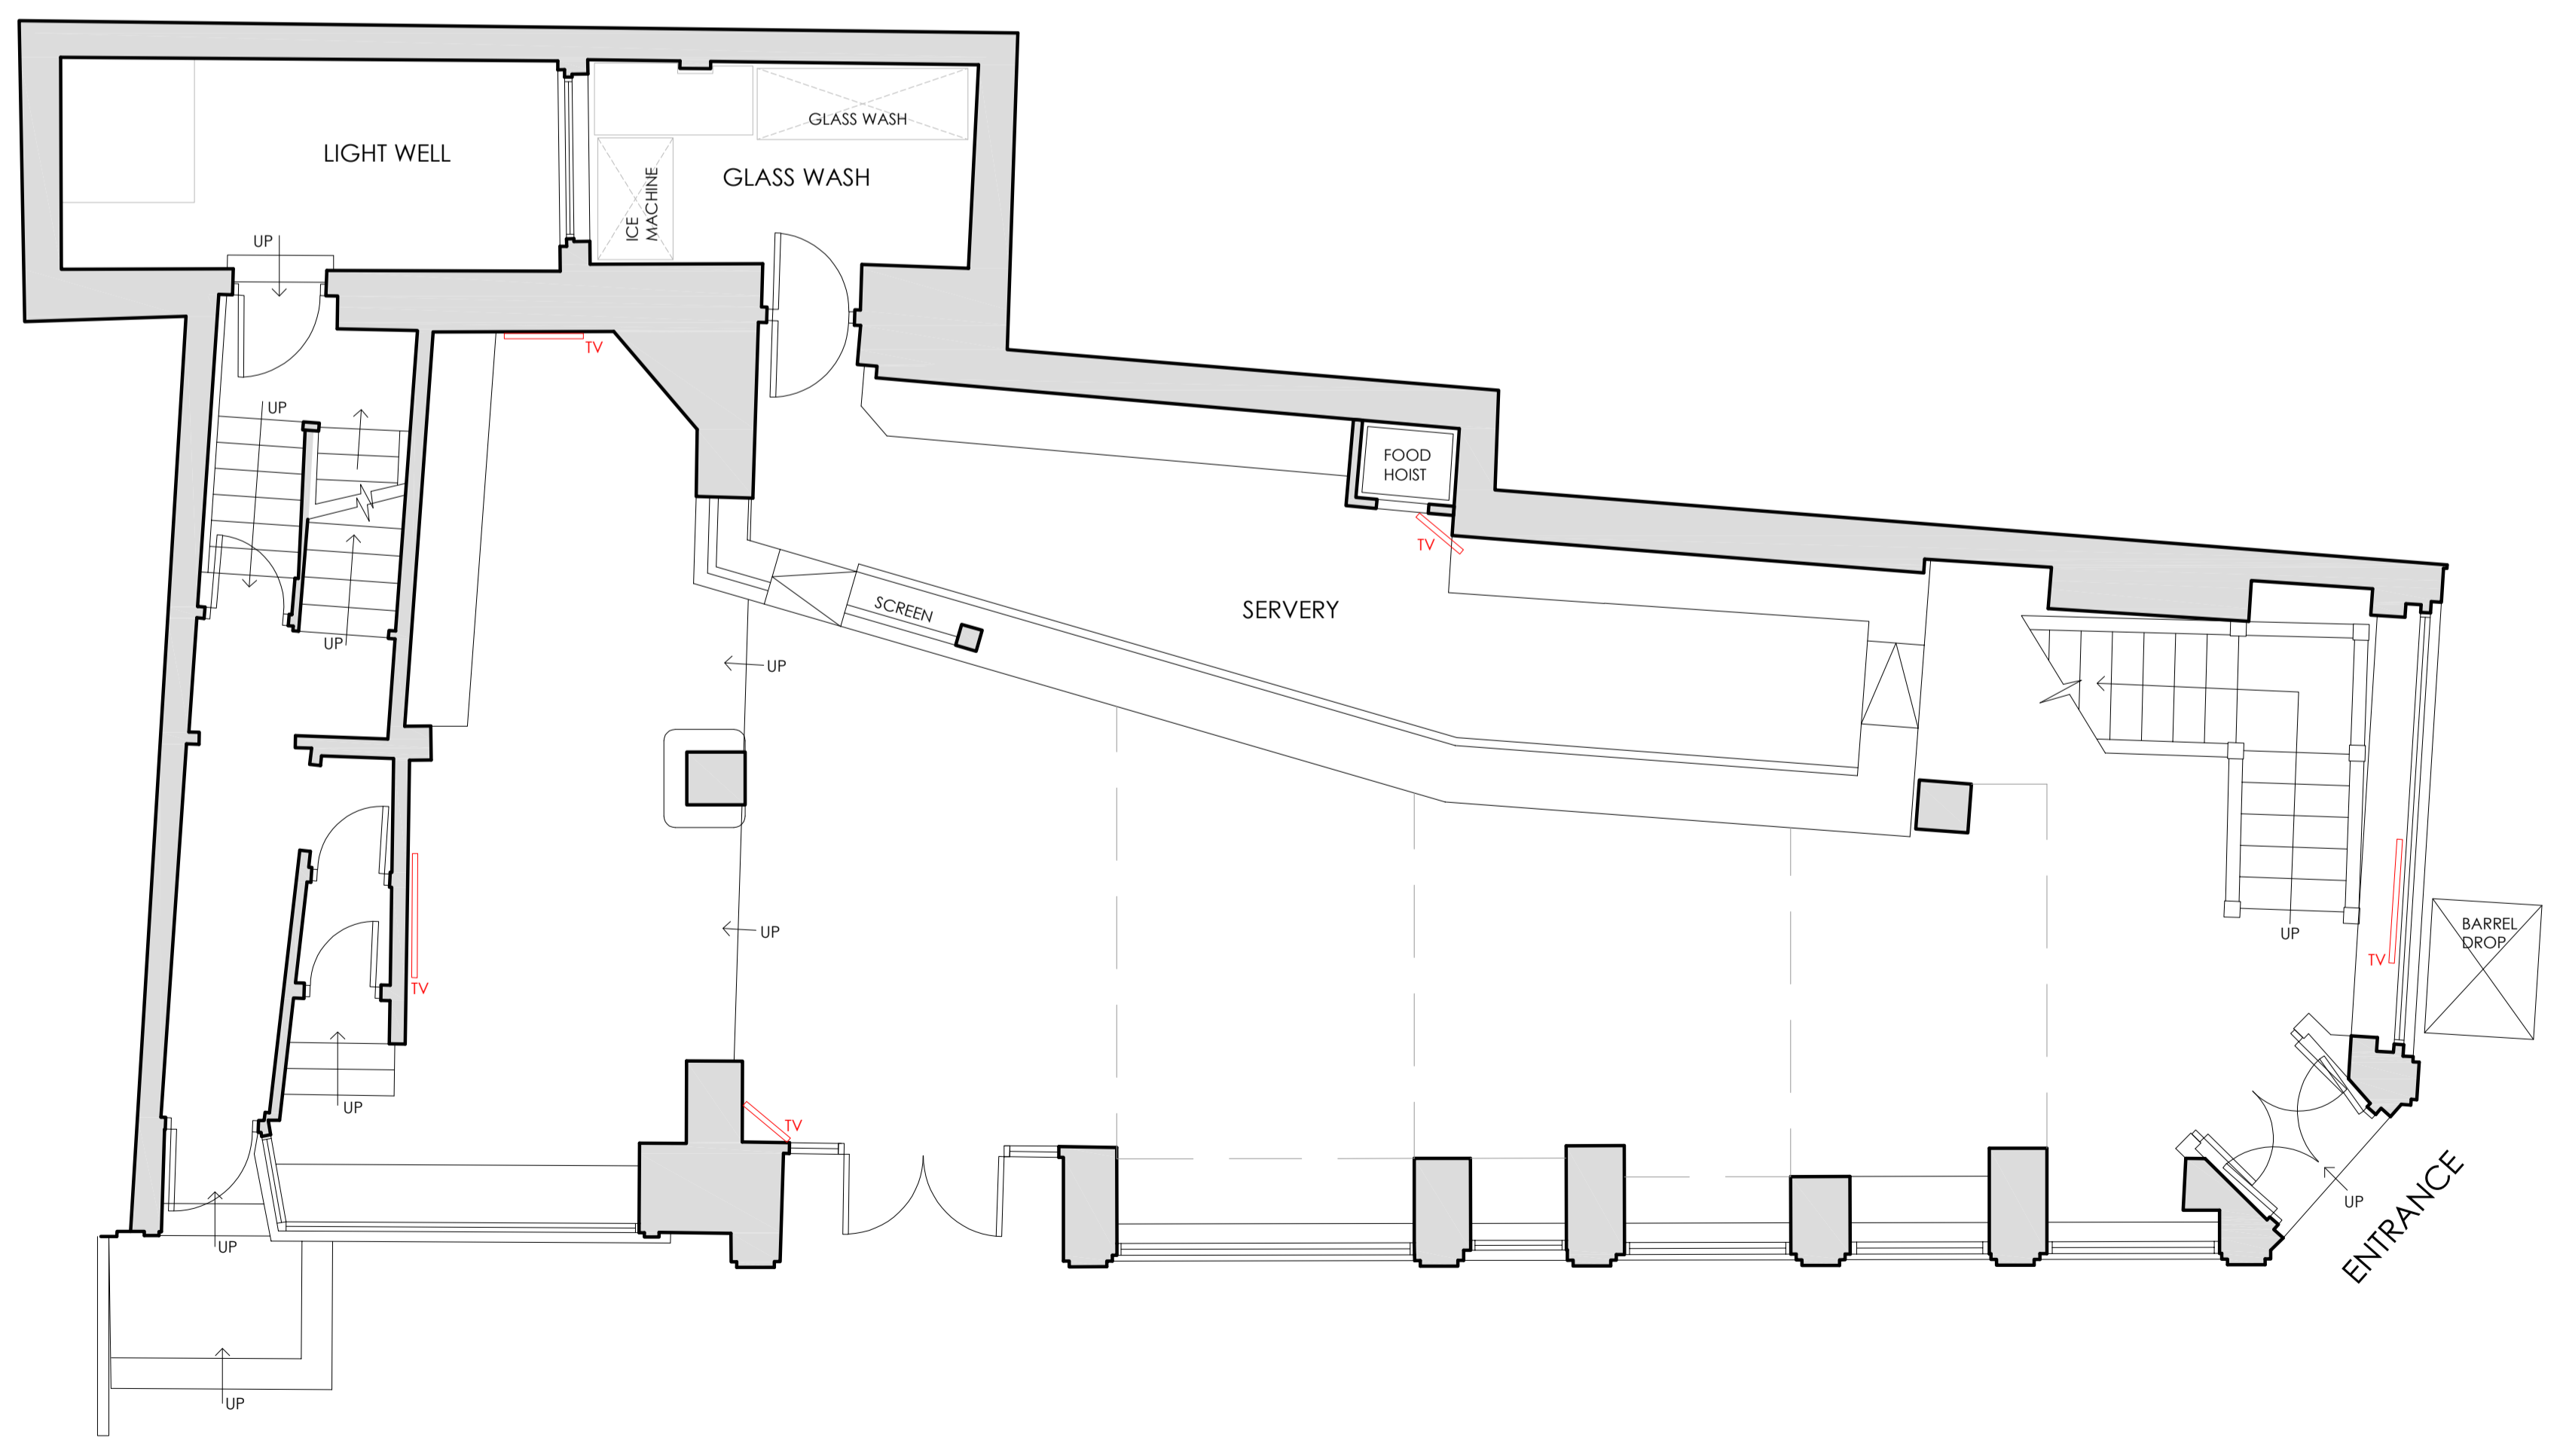 GLASS WASH
LIGHT WELL
GLASS WASH
ICE
MACHINE
UP
TV
UP
FOOD
HOIST
TV
SCREEN
SERVERY
UP
UP
UP
UP
BARREL
DROP
TV
TV
UP
TV
UP
UP
ENTRANCE
UP
UP